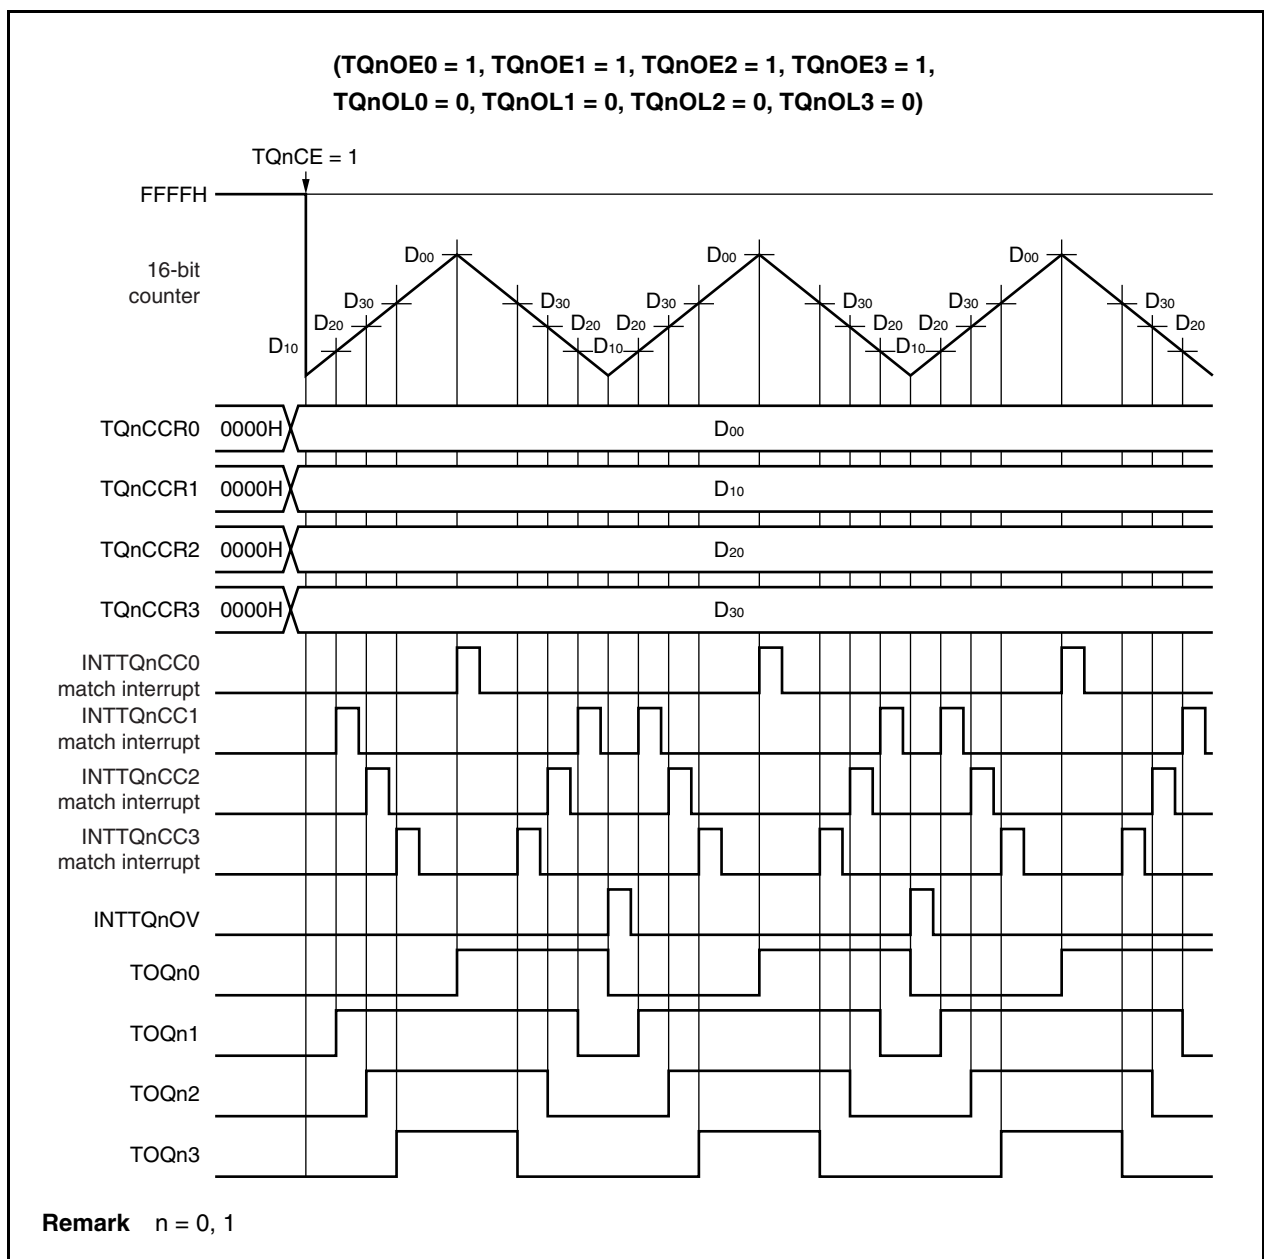 (TQnOE0 = 1, TQnOE1 = 1, TQnOE2 = 1, TQnOE3 = 1,
TQnOL0 = 0, TQnOL1 = 0, TQnOL2 = 0, TQnOL3 = 0)
TQnCE = 1
FFFFH
16-bit
counter
D00 D00 D00
D30 D30 D30 D30 D30 D30
D20 D20 D20 D20 D20 D20
D10 D10 D10
TQnCCR0 0000H D00
TQnCCR1 0000H D10
TQnCCR2 0000H D20
TQnCCR3 0000H D30
INTTQnCC0
match interrupt
INTTQnCC1
match interrupt
INTTQnCC2
match interrupt
INTTQnCC3
match interrupt
INTTQnOV
TOQn0
TOQn1
TOQn2
TOQn3
Remark n = 0, 1